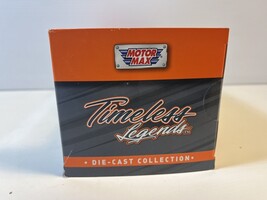 MOTOR
MAX
Timeless
Legends
• DIE-CAST COLLECTION •